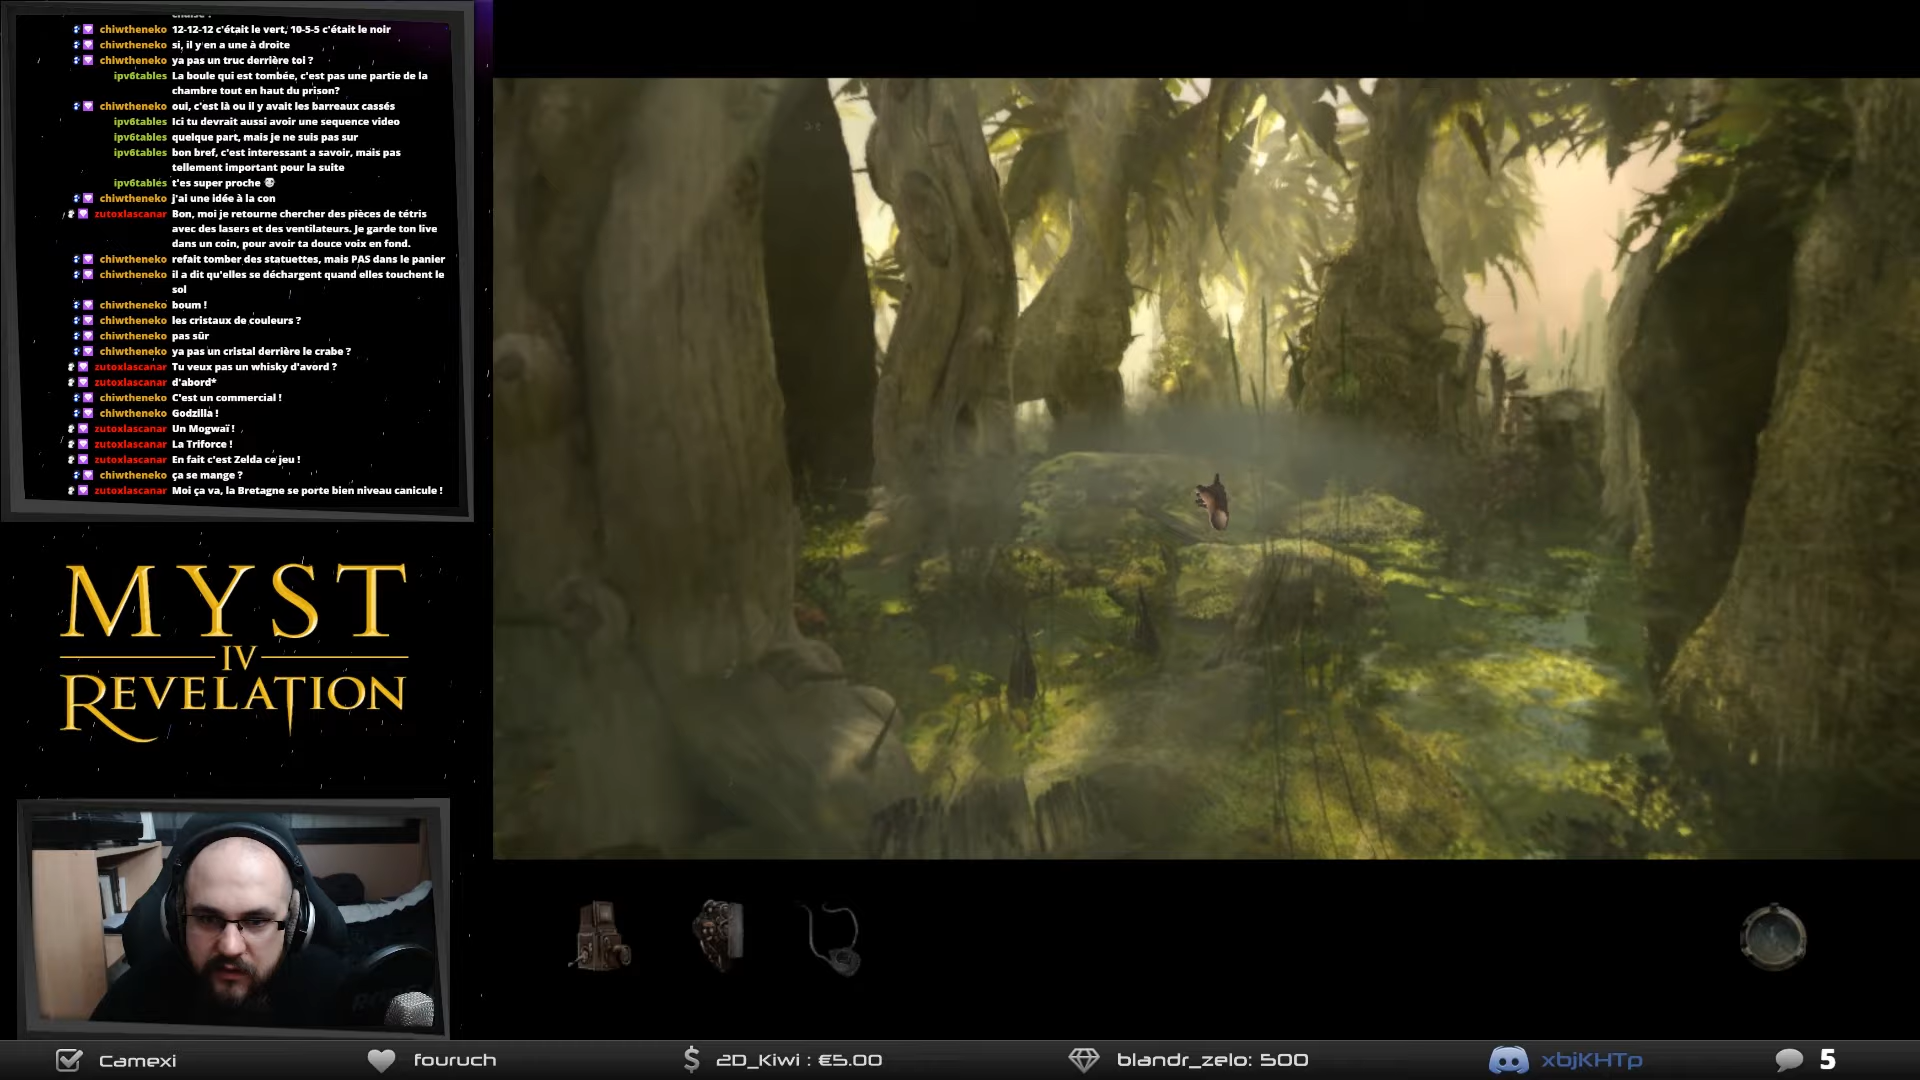 chiwtheneko 12-12-12 c'était le vert, 10-5-5 c'était le noir
chiwtheneko si, il y en a une à droite
chiwtheneko ya pas un truc derrière toi ?
ipv6tables La boule qui est tombée, c'est pas une partie de la
chambre tout en haut du prison?
chiwtheneko oui, c'est là ou il y avait les barreaux cassés
ipv6tables Ici tu devrait aussi avoir une sequence video
ipv6tables quelque part, mais je ne suis pas sur
ipv6tables bon bref, c'est interessant a savoir, mais pas
tellement important pour la suite
ipv6tables t'es super proche
chiwtheneko j'ai une idée à la con
zutoxlascanar Bon, moi je retourne chercher des pièces de tétris
avec des lasers et des ventilateurs. Je garde ton live
dans un coin, pour avoir ta douce voix en fond.
chiwtheneko refait tomber des statuettes, mais PAS dans le panier
chiwtheneko il a dit qu'elles se déchargent quand elles touchent le
sol
chiwtheneko boum !
chiwtheneko les cristaux de couleurs ?
chiwtheneko pas sûr
chiwtheneko ya pas un cristal derrière le crabe ?
zutoxlascanar Tu veux pas un whisky d'avord ?
zutoxlascanar d'abord*
chiwtheneko C'est un commercial !
chiwtheneko Godzilla !
zutoxlascanar Un Mogwaï !
zutoxlascanar La Triforce !
zutoxlascanar En fait c'est Zelda ce jeu !
chiwtheneko ça se mange ?
zutoxlascanar Moi ça va, la Bretagne se porte bien niveau canicule !
MYST
IV
REVELATION
Camexi
fouruch
2D_Kiwi : €5.00
blandr_zelo: 500
xbjKHTp
5